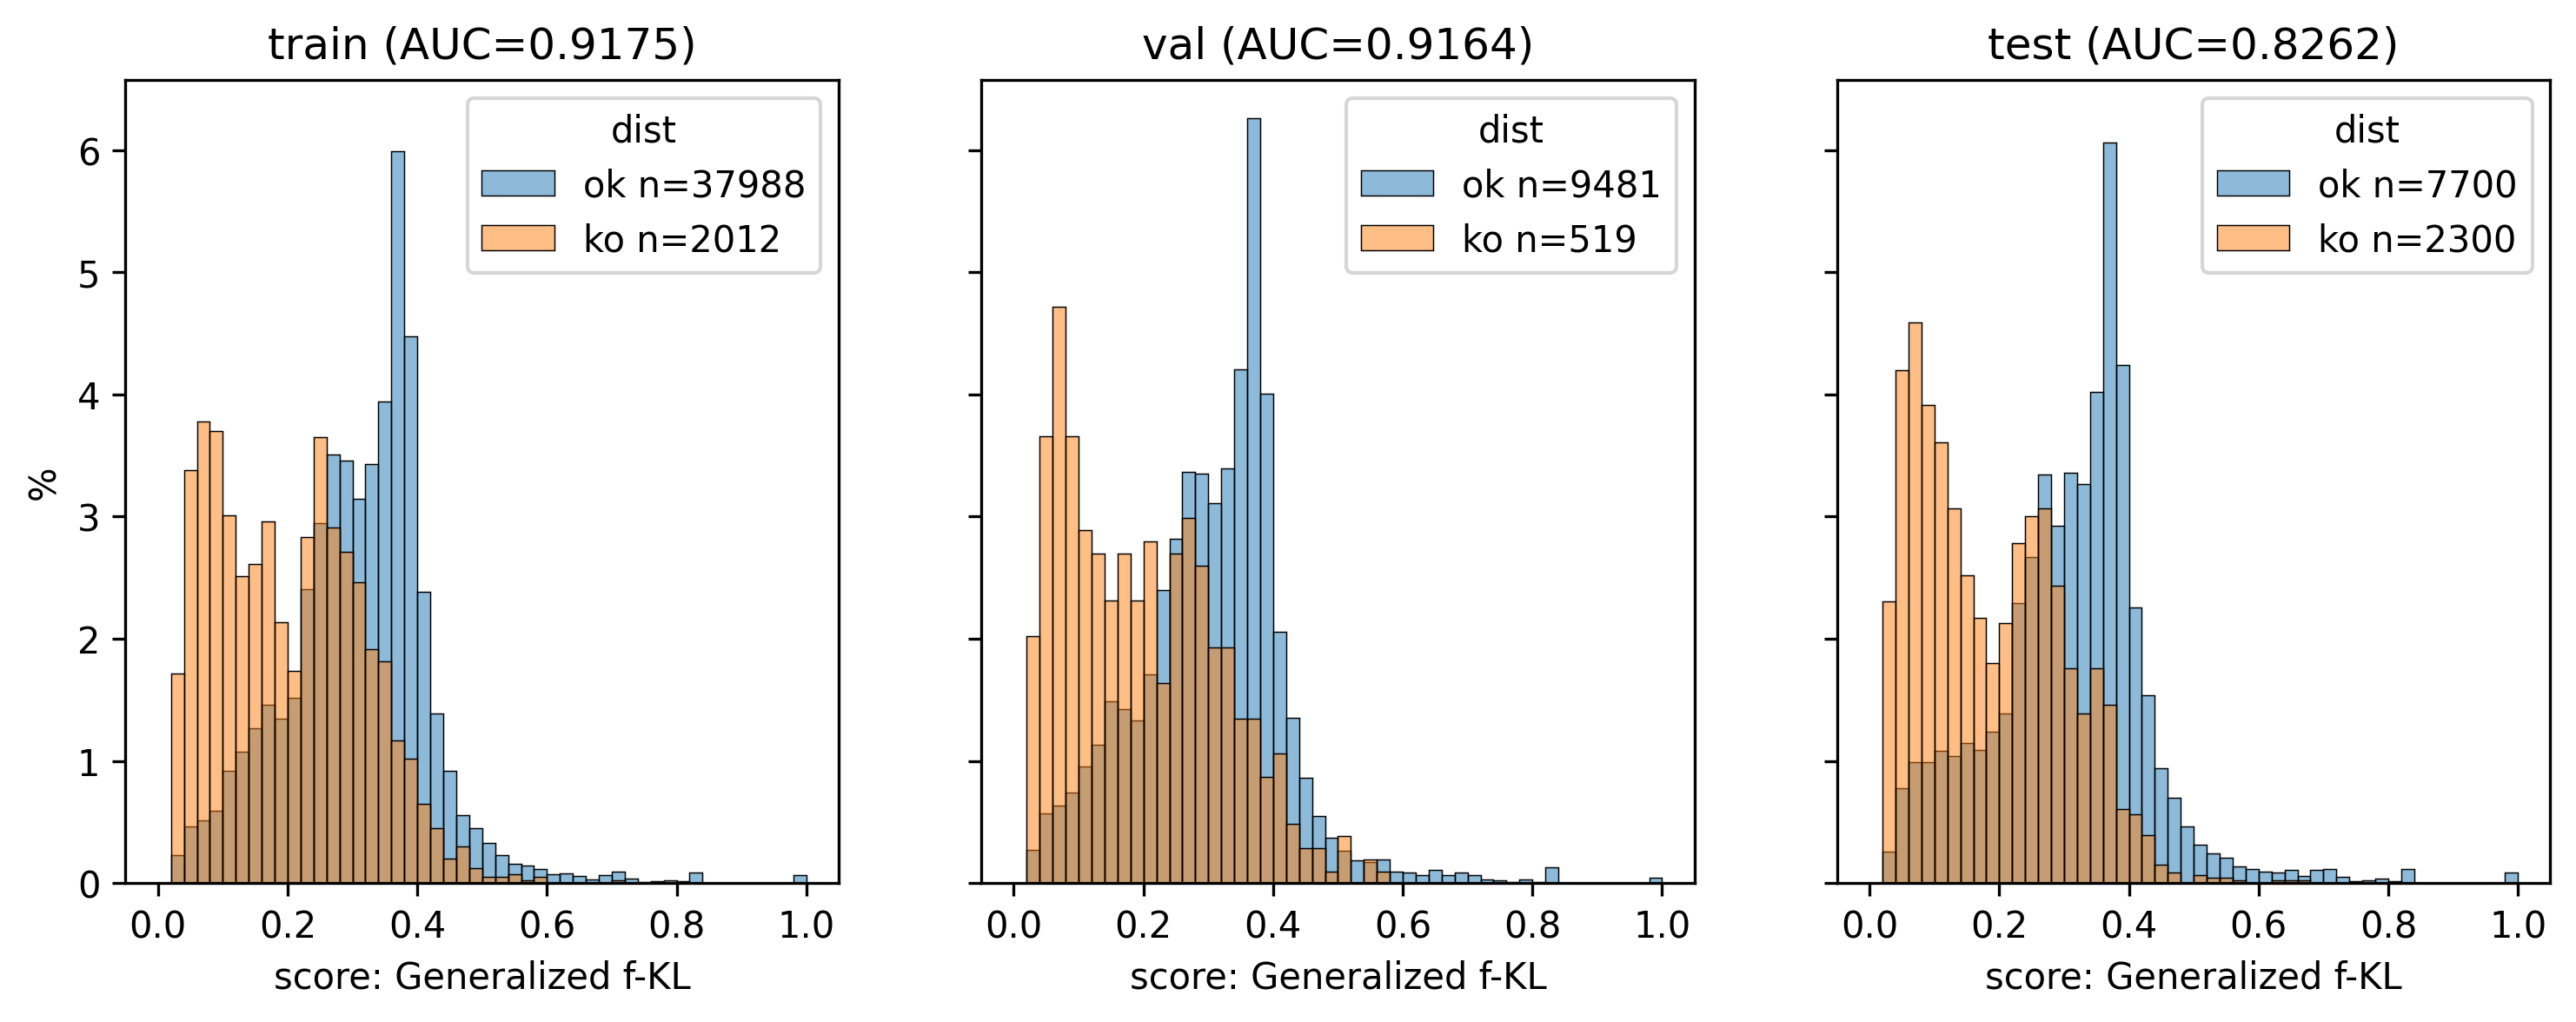 train (AUC=0.9175)
val (AUC=0.9164)
test (AUC=0.8262)
dist
ok n=37988
ko n=2012
dist
ok n=9481
ko n=519
dist
ok n=7700
ko n=2300
%
6
5
4
3
2
1
0
0.0 0.2 0.4 0.6 0.8 1.0
0.0 0.2 0.4 0.6 0.8 1.0
0.0 0.2 0.4 0.6 0.8 1.0
score: Generalized f-KL
score: Generalized f-KL
score: Generalized f-KL